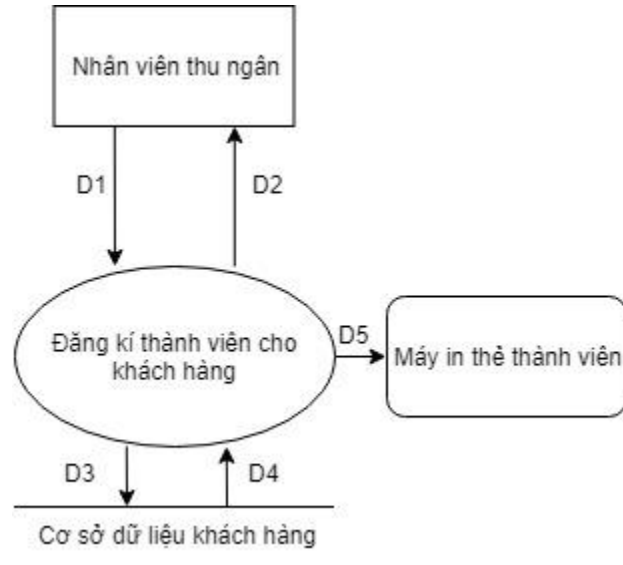 Nhân viên thu ngân
D1
D2
Đăng kí thành viên cho
khách hàng
D5
Máy in thẻ thành viên
D3
D4
Cơ sở dữ liệu khách hàng